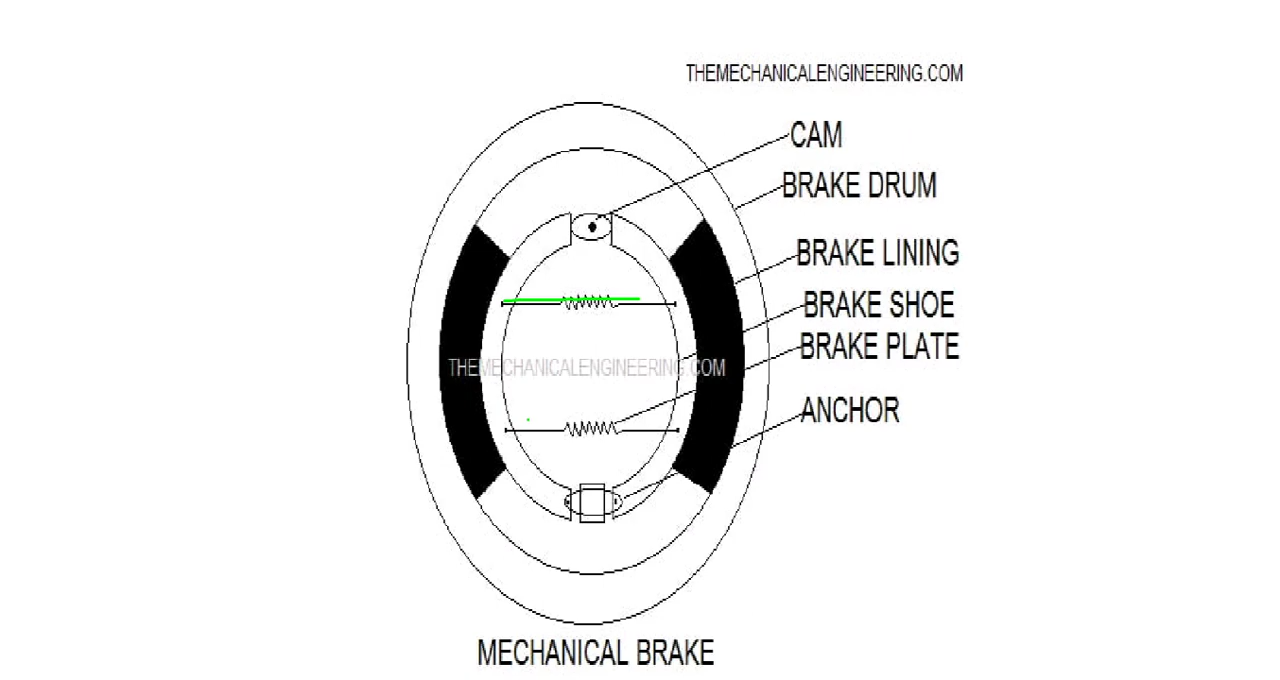 THEMECHANICALENGINEERING.COM
CAM
BRAKE DRUM
BRAKE LINING
BRAKE SHOE
BRAKE PLATE
THEMECHANICALENGINEERING.COM
ANCHOR
MECHANICAL BRAKE